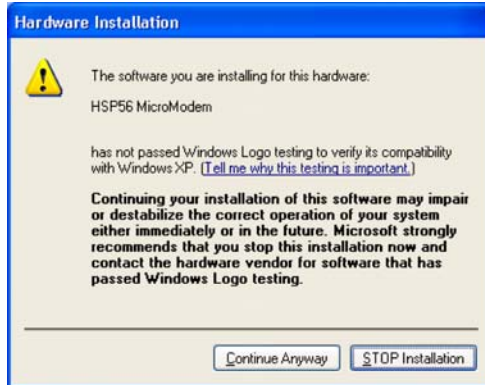 Hardware Installation
The software you are installing for this hardware:
HSP56 MicroModem
has not passed Windows Logo testing to verify its compatibility
with Windows XP. (Tell me why this testing is important.)
Continuing your installation of this software may impair
or destabilize the correct operation of your system
either immediately or in the future. Microsoft strongly
recommends that you stop this installation now and
contact the hardware vendor for software that has
passed Windows Logo testing.
Continue Anyway
STOP Installation